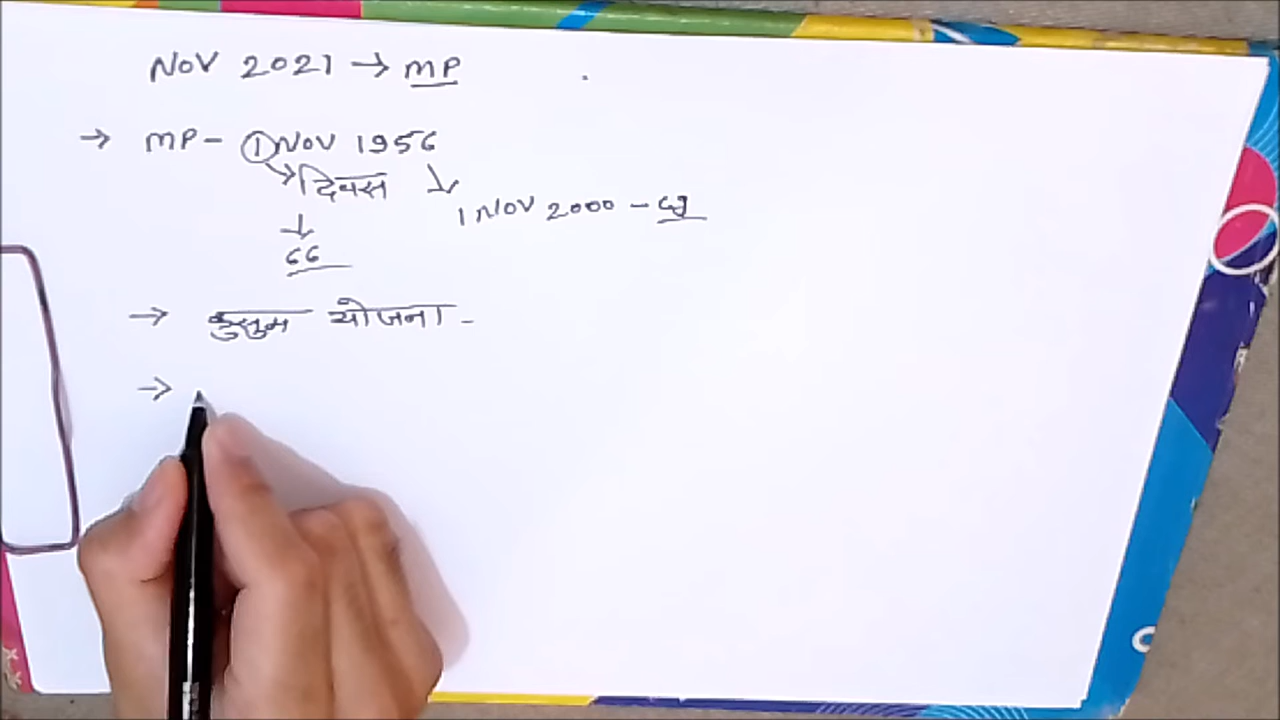 NOV 2021 → MP
→ MP - 1 NOV 1956
→ दिवस ↓
1 NOV 2000 - cg
↓
66
→ कुसुम योजना -
→